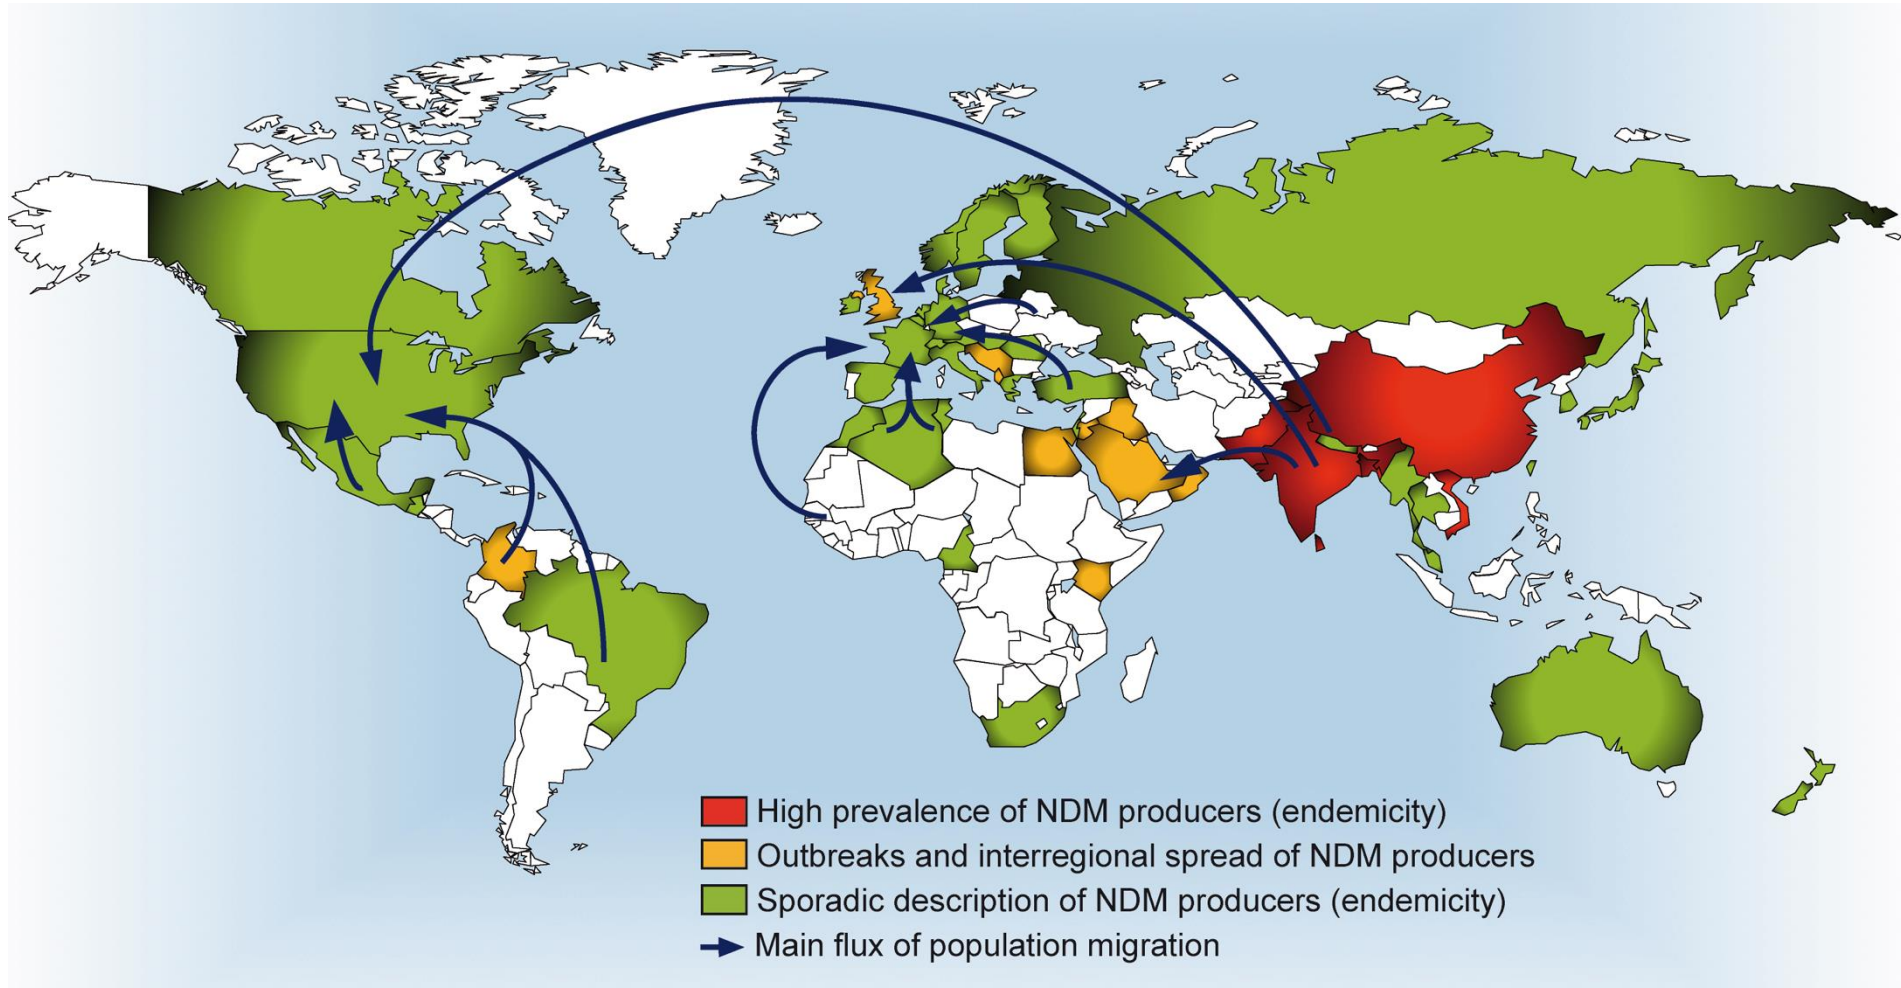 High prevalence of NDM producers (endemicity)
Outbreaks and interregional spread of NDM producers
Sporadic description of NDM producers (endemicity)
Main flux of population migration